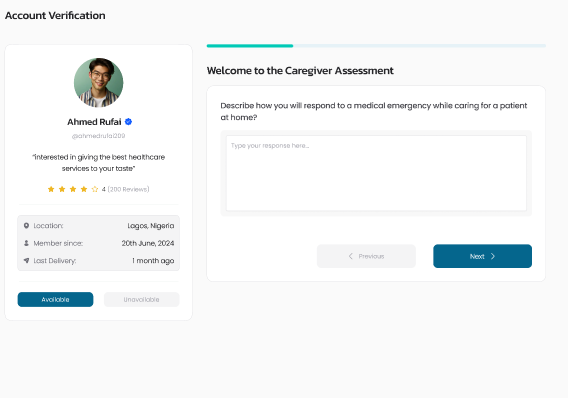 Account Verification
Ahmed Rufai
@ahmedrufai209
"interested in giving the best healthcare
services to your taste"
4 (200 Reviews)
Location: Lagos, Nigeria
Member since: 20th June, 2024
Last Delivery: 1 month ago
Available Unavailable
Welcome to the Caregiver Assessment
Describe how you will respond to a medical emergency while caring for a patient
at home?
Type your response here...
Previous Next